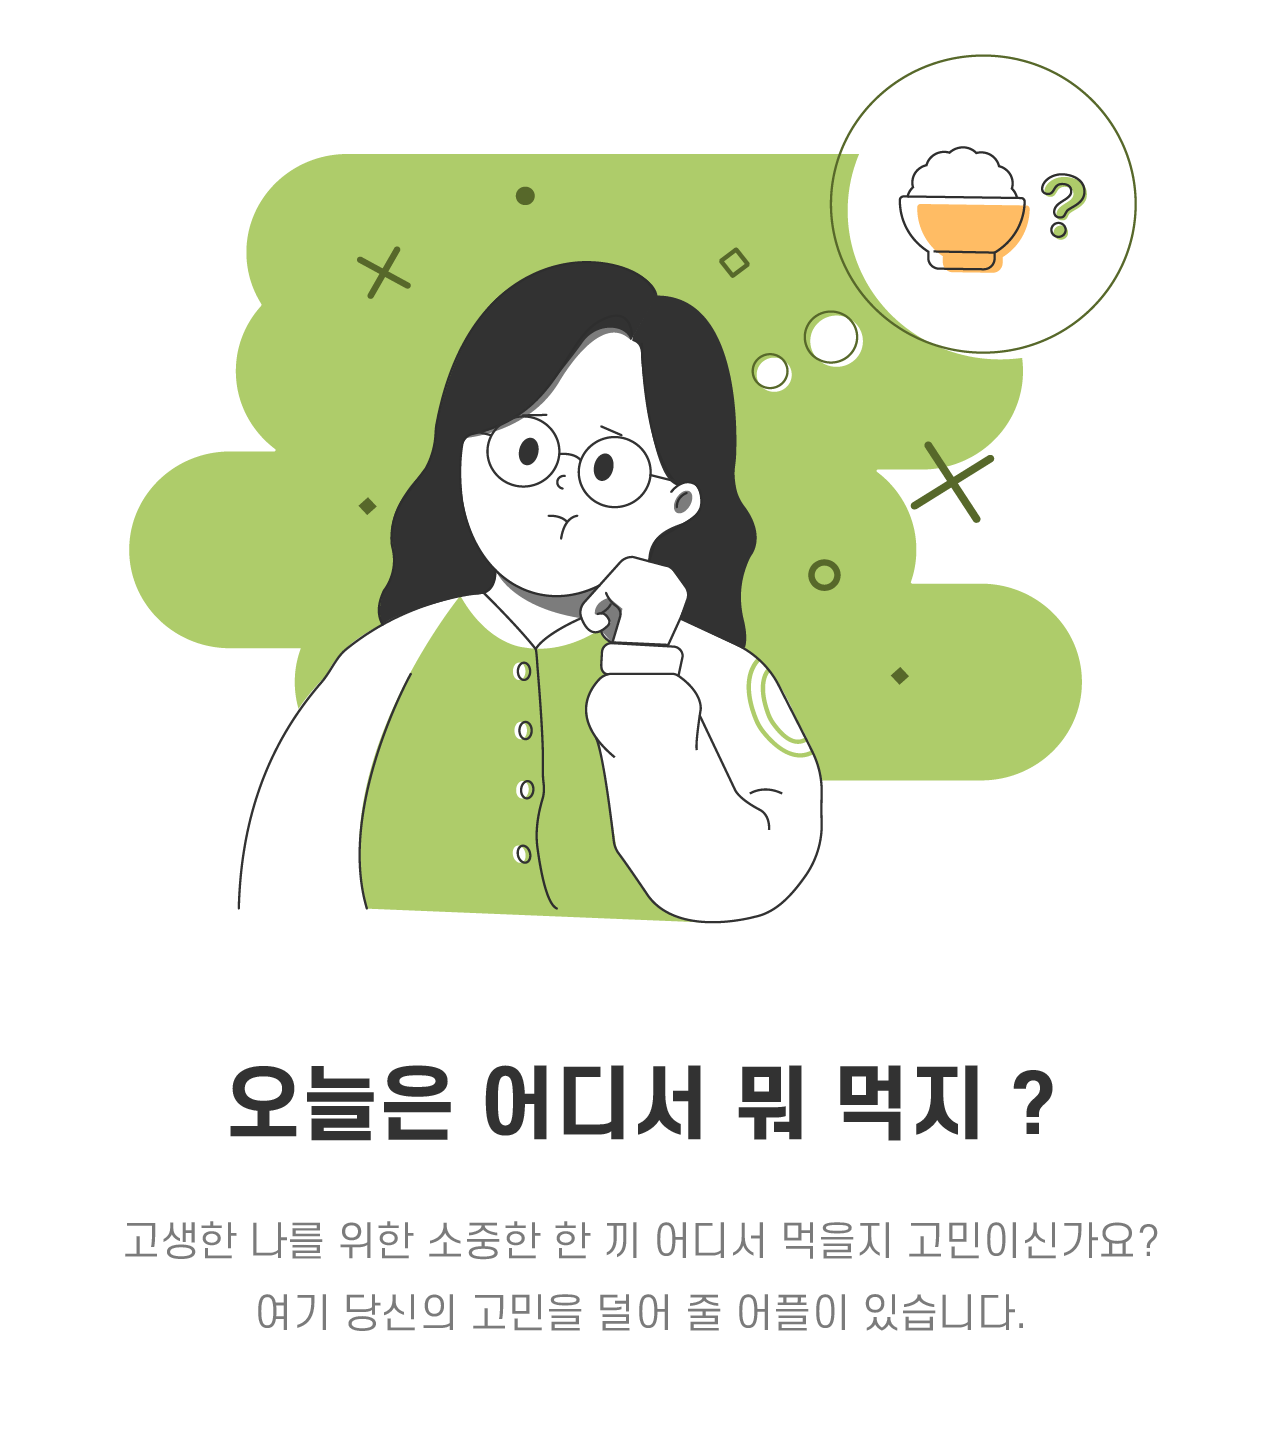 ?
오늘은 어디서 뭐 먹지 ?
고생한 나를 위한 소중한 한 끼 어디서 먹을지 고민이신가요?
여기 당신의 고민을 덜어 줄 어플이 있습니다.